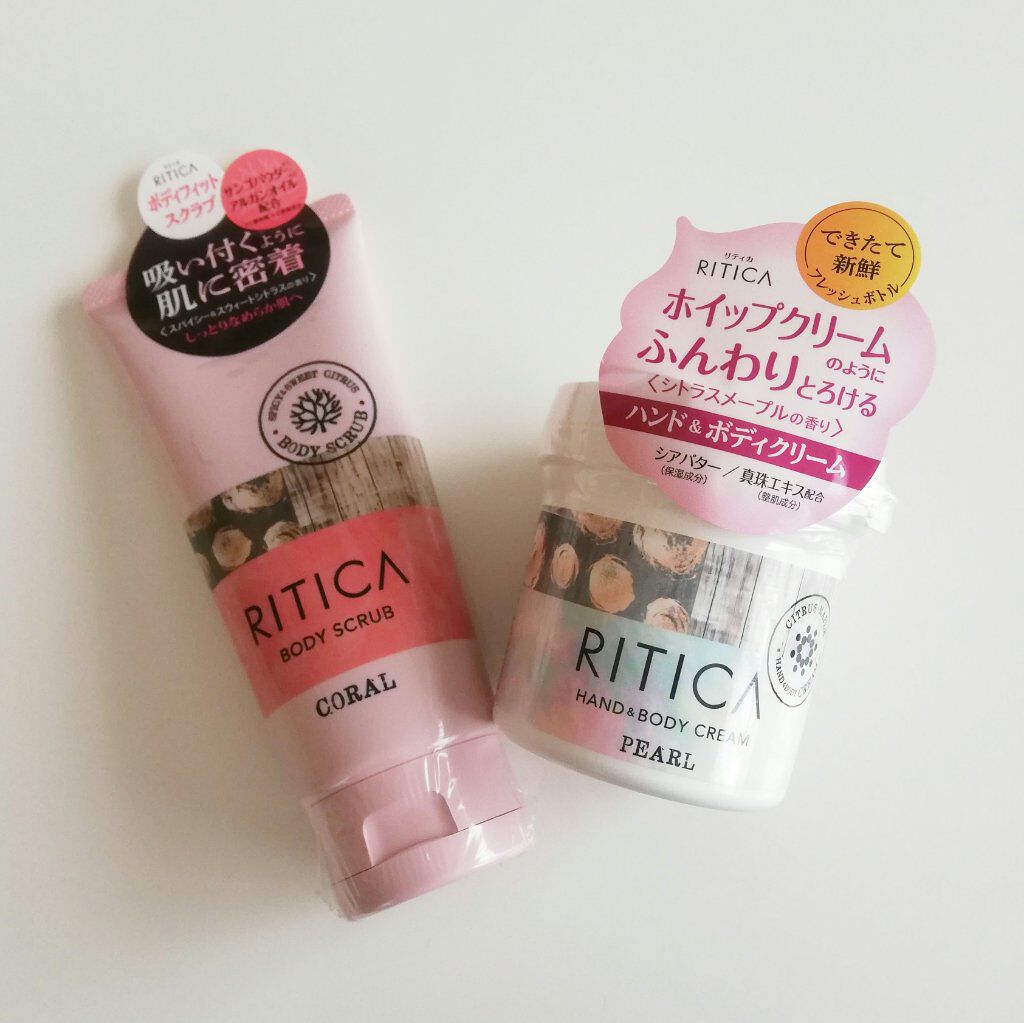 RITICA
ボディフィット
スクラブ
サンゴパウダー
アルガンオイル
配合
吸い付くように
肌に密着
〈スパイシー&スウィートシトラスの香り〉
しっとりなめらか肌へ
SPICY&SWEET CITRUS
BODY SCRUB
RITICA
BODY SCRUB
CORAL
できたて
新鮮
フレッシュボトル
リティカ
RITICA
ホイップクリーム
のように
ふんわりとろける
〈シトラスメープルの香り〉
ハンド&ボディクリーム
シアバター/真珠エキス配合
(保湿成分)
(整肌成分)
CITRUS
HAND&BODY
RITICA
HAND&BODY CREAM
PEARL